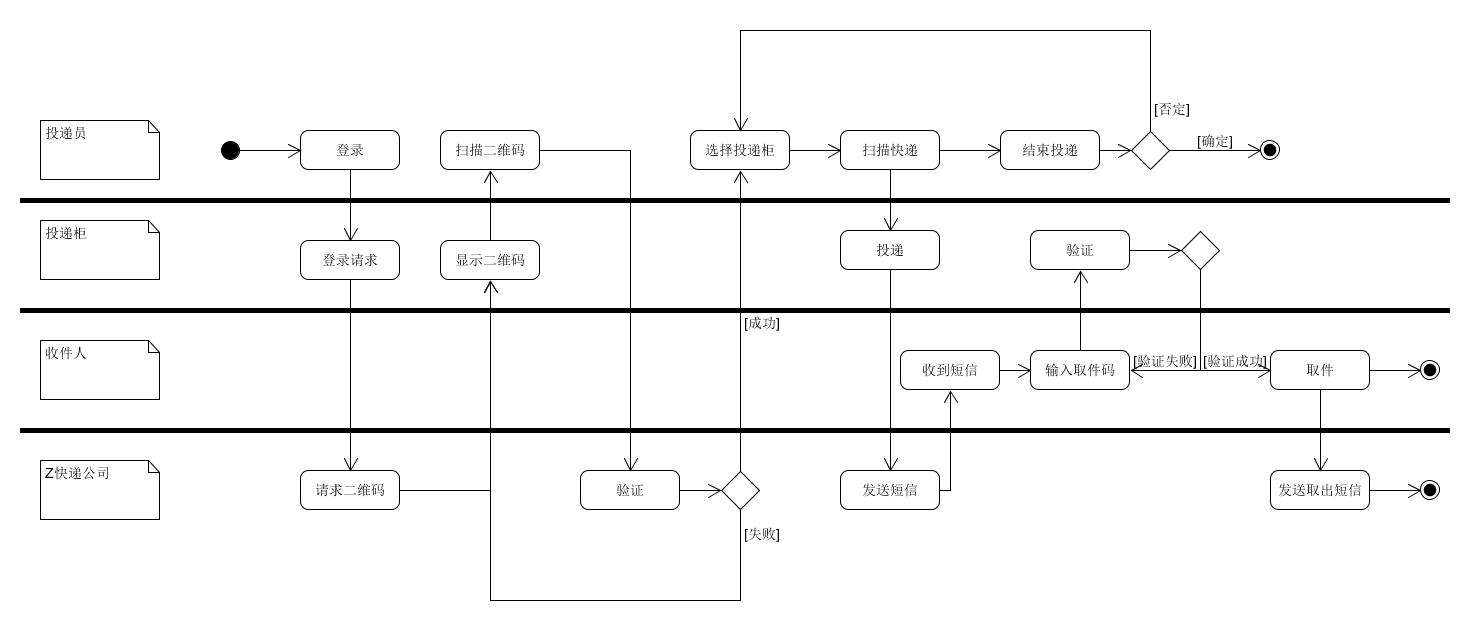 [否定]
投递员
登录
扫描二维码
选择投递柜
扫描快递
结束投递
[确定]
投递柜
登录请求
显示二维码
投递
验证
[成功]
收件人
收到短信
输入取件码
[验证失败]
[验证成功]
取件
Z快递公司
请求二维码
验证
发送短信
发送取出短信
[失败]